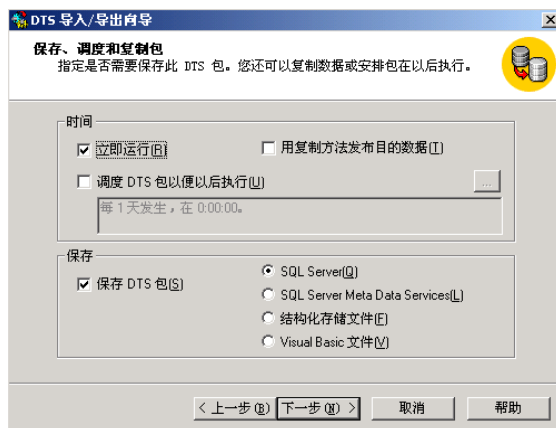 DTS 导入/导出向导
保存、调度和复制包
指定是否需要保存此 DTS 包。您还可以复制数据或安排包在以后执行。
时间
立即运行(R) 用复制方法发布目的数据(T)
调度 DTS 包以便以后执行(U) ...
每 1 天发生，在 0:00:00。
保存
保存 DTS 包(S)
SQL Server(Q)
SQL Server Meta Data Services(L)
结构化存储文件(F)
Visual Basic 文件(V)
< 上一步(B) 下一步(N) > 取消 帮助